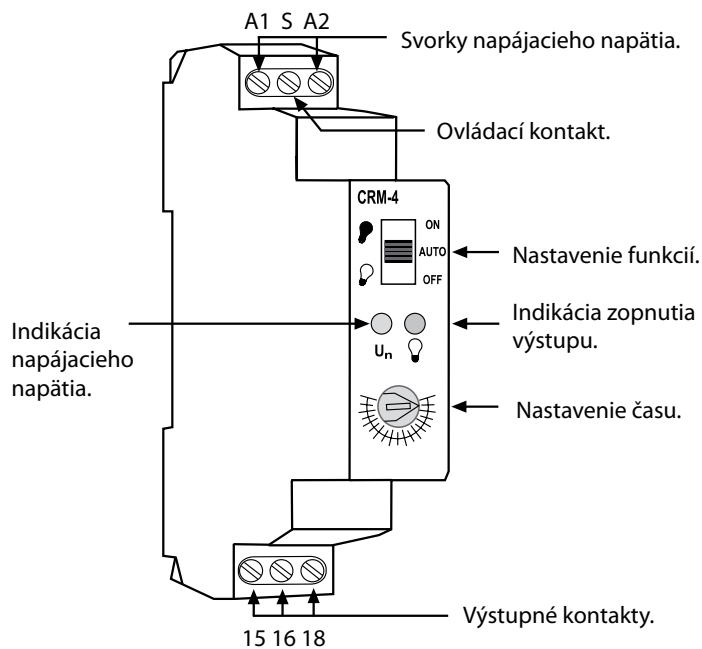 A1 S A2
Svorky napájacieho napätia.
Ovládací kontakt.
CRM-4
ON
AUTO
OFF
Nastavenie funkcií.
Indikácia zopnutia
výstupu.
Indikácia
napájacieho
napätia.
Un
Nastavenie času.
Výstupné kontakty.
15 16 18